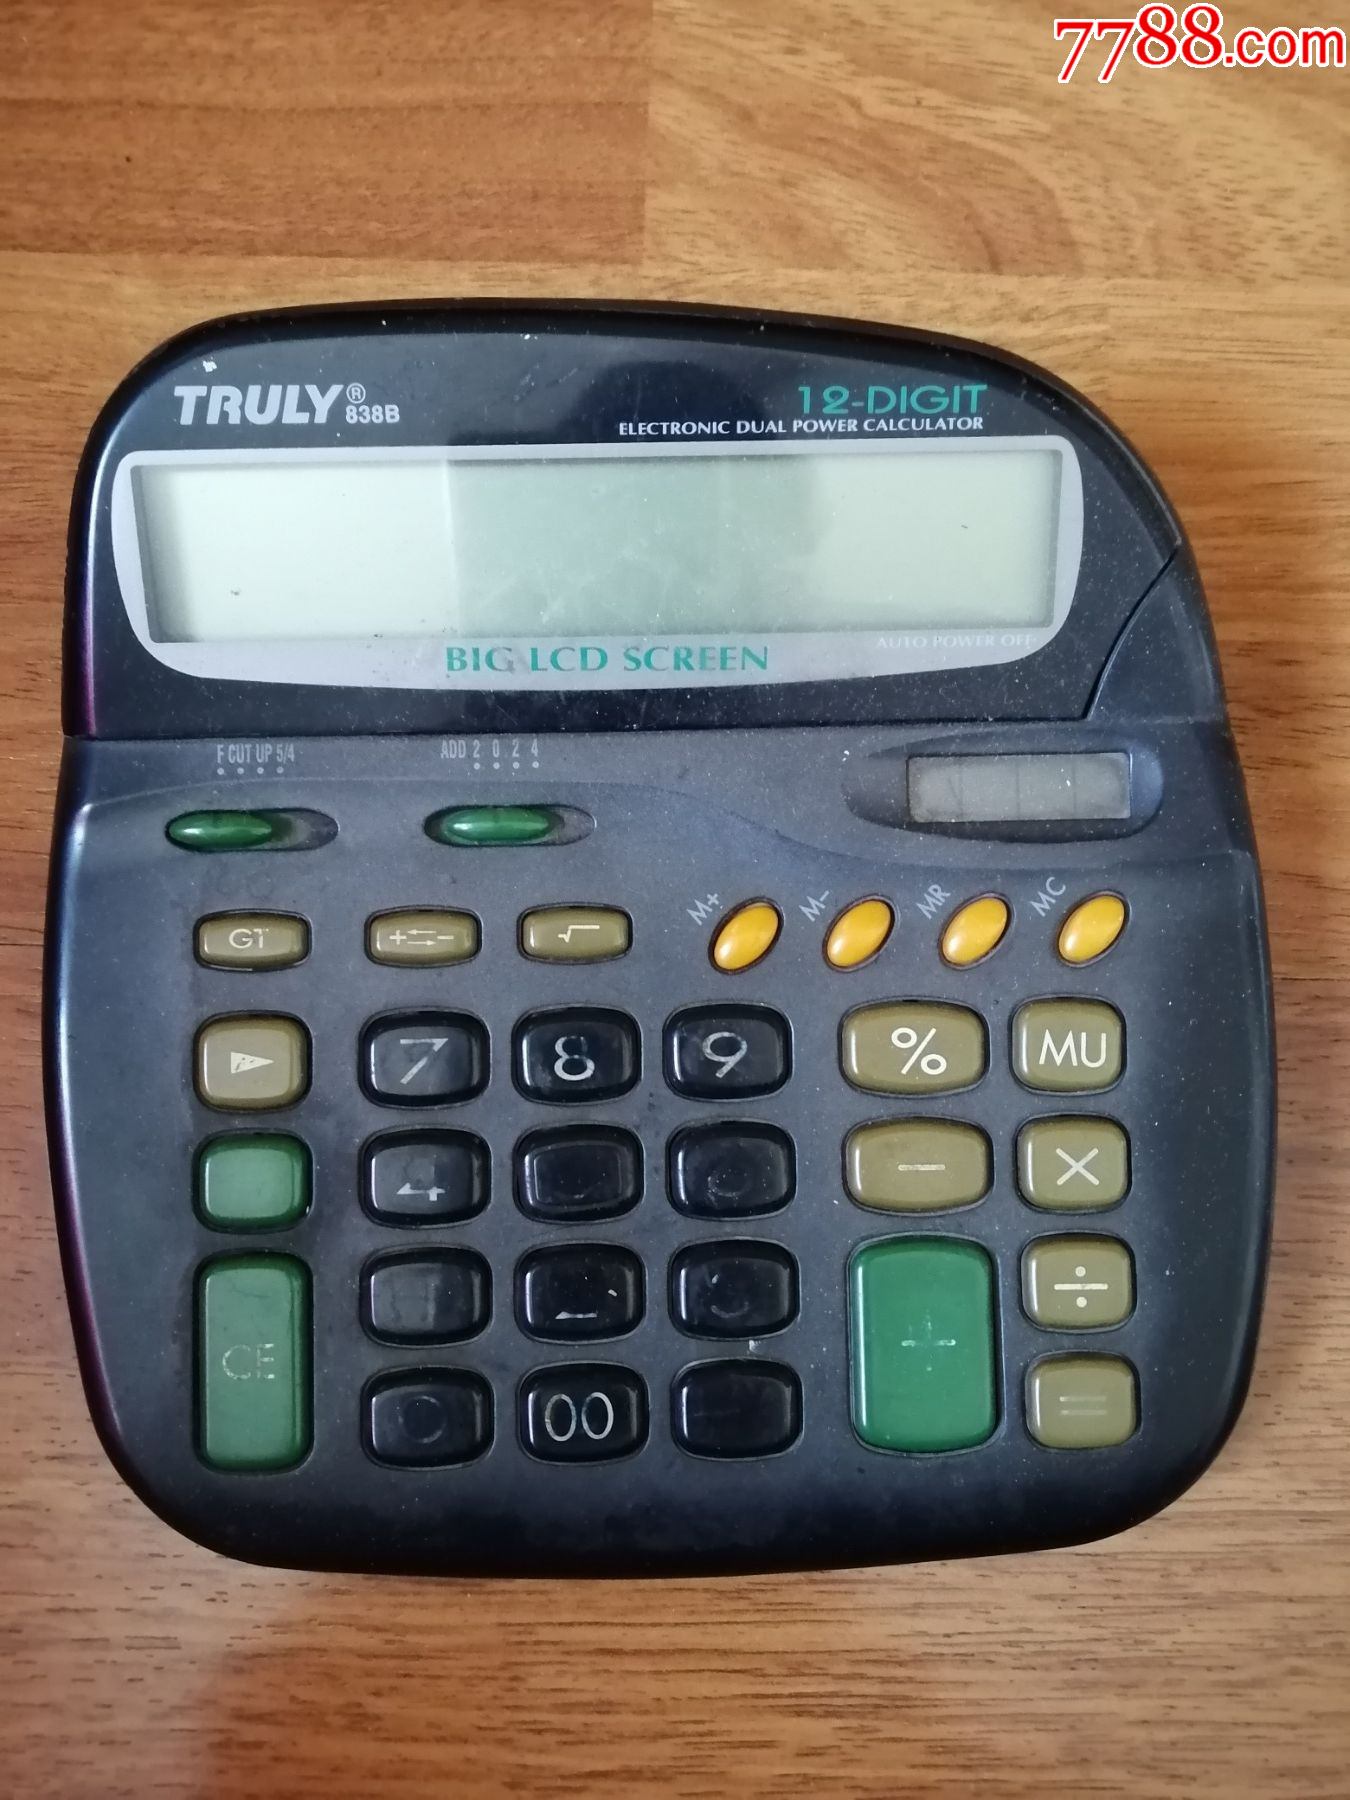 7788.com
TRULY®
838B
12-DIGIT
ELECTRONIC DUAL POWER CALCULATOR
BIG LCD SCREEN
AUTO POWER OFF
F CUT UP 5/4
ADD 2 0 2 4
GT
+⇆−
√
M+
M−
MR
MC
7
8
9
%
MU
4
−
×
+
÷
CE
00
=